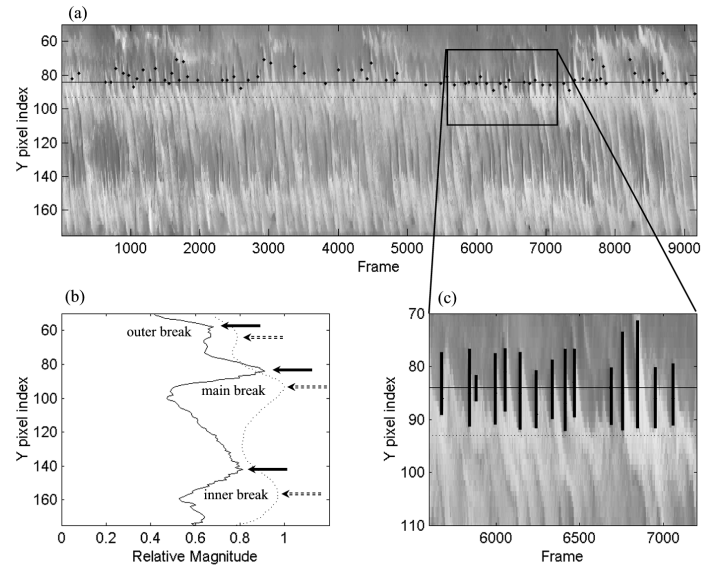 (a)
Y pixel index
60
80
100
120
140
160
1000 2000 3000 4000 5000 6000 7000 8000 9000
Frame
(b)
Y pixel index
60
80
100
120
140
160
outer break
main break
inner break
0 0.2 0.4 0.6 0.8 1
Relative Magnitude
(c)
Y pixel index
70
80
90
100
110
6000 6500 7000
Frame